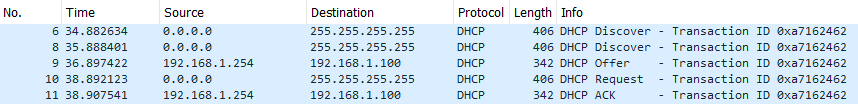 No. Time Source Destination Protocol Length Info
6 34.882634 0.0.0.0 255.255.255.255 DHCP 406 DHCP Discover - Transaction ID 0xa7162462
8 35.888401 0.0.0.0 255.255.255.255 DHCP 406 DHCP Discover - Transaction ID 0xa7162462
9 36.897422 192.168.1.254 192.168.1.100 DHCP 342 DHCP Offer - Transaction ID 0xa7162462
10 38.892123 0.0.0.0 255.255.255.255 DHCP 406 DHCP Request - Transaction ID 0xa7162462
11 38.907541 192.168.1.254 192.168.1.100 DHCP 342 DHCP ACK - Transaction ID 0xa7162462